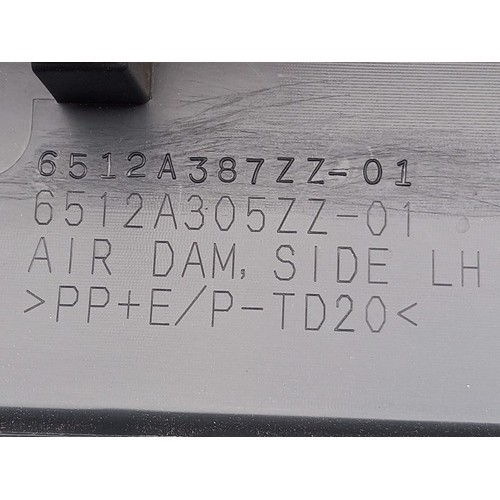 6512A387ZZ-01
6512A305ZZ-01
AIR DAM, SIDE LH
>PP+E/P-TD20<